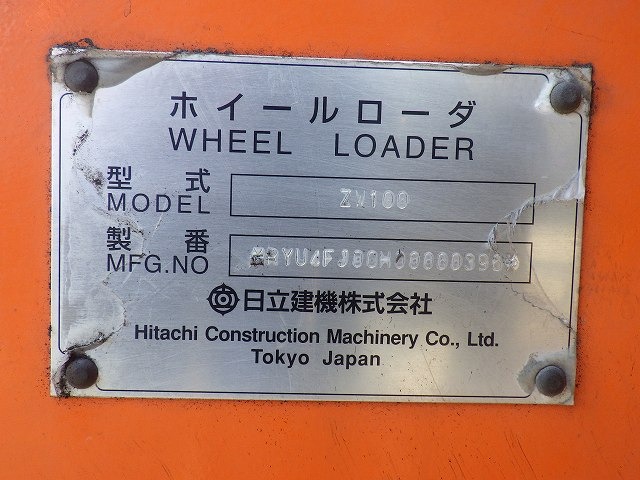 ホイールローダ
WHEEL LOADER
型式
MODEL ZW100
製番
MFG.NO
日立建機株式会社
Hitachi Construction Machinery Co., Ltd.
Tokyo Japan